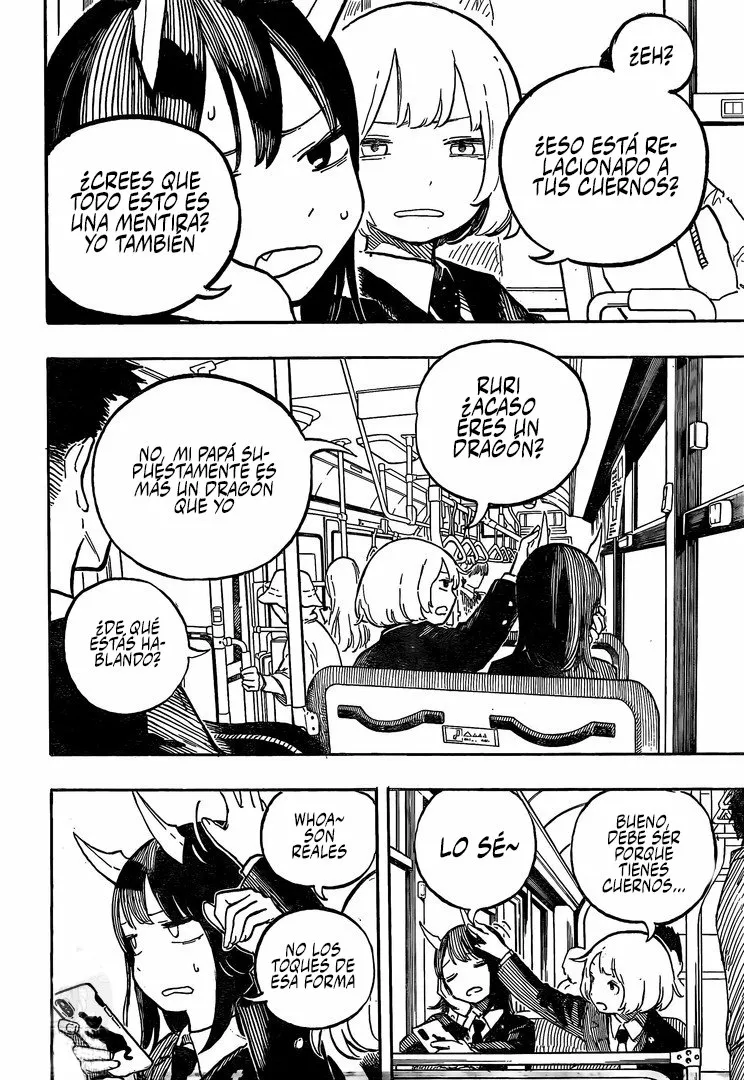 ¿EH?
¿ESO ESTÁ RE-
LACIONADO A
TUS CUERNOS?
¿CREES QUE
TODO ESTO ES
UNA MENTIRA?
YO TAMBIÉN
RURI
¿ACASO
ERES UN
DRAGÓN?
NO, MI PAPÁ SU-
PUESTAMENTE ES
MÁS UN DRAGÓN
QUE YO
¿DE QUÉ
ESTÁS HA-
BLANDO?
BUENO,
DEBE SER
PORQUE
TIENES
CUERNOS...
LO SÉ~
WHOA~
SON
REALES
NO LOS
TOQUES DE
ESA FORMA